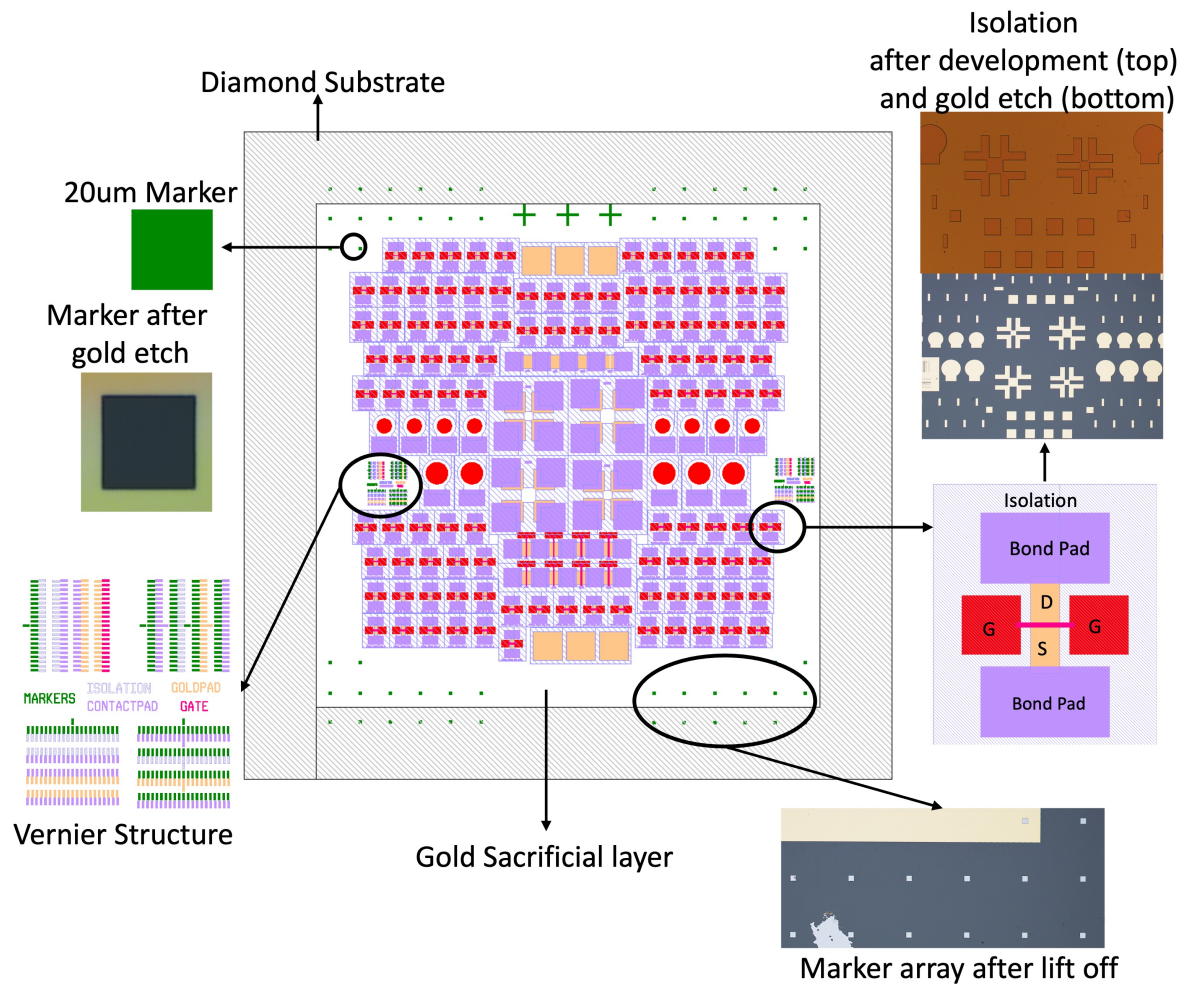 Isolation
after development (top)
and gold etch (bottom)
Diamond Substrate
20um Marker
Marker after
gold etch
Isolation
Bond Pad
D
G
G
S
Bond Pad
MARKERS
ISOLATION
GOLDPAD
CONTACTPAD
GATE
Vernier Structure
Gold Sacrificial layer
Marker array after lift off